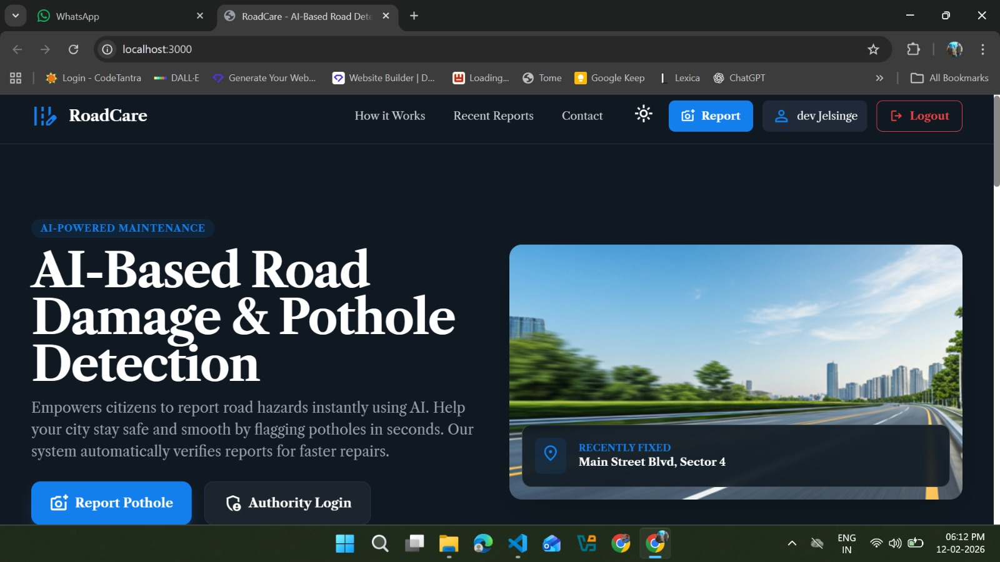 WhatsApp
RoadCare - AI-Based Road Dete
localhost:3000
Login - CodeTantra
DALL·E
Generate Your Web...
Website Builder | D...
Loading...
Tome
Google Keep
Lexica
ChatGPT
All Bookmarks
RoadCare
How it Works
Recent Reports
Contact
Report
dev Jelsinge
Logout
AI-POWERED MAINTENANCE
AI-Based Road
Damage & Pothole
Detection
Empowers citizens to report road hazards instantly using AI. Help
your city stay safe and smooth by flagging potholes in seconds. Our
system automatically verifies reports for faster repairs.
Report Pothole
Authority Login
RECENTLY FIXED
Main Street Blvd, Sector 4
ENG
IN
06:12 PM
12-02-2026